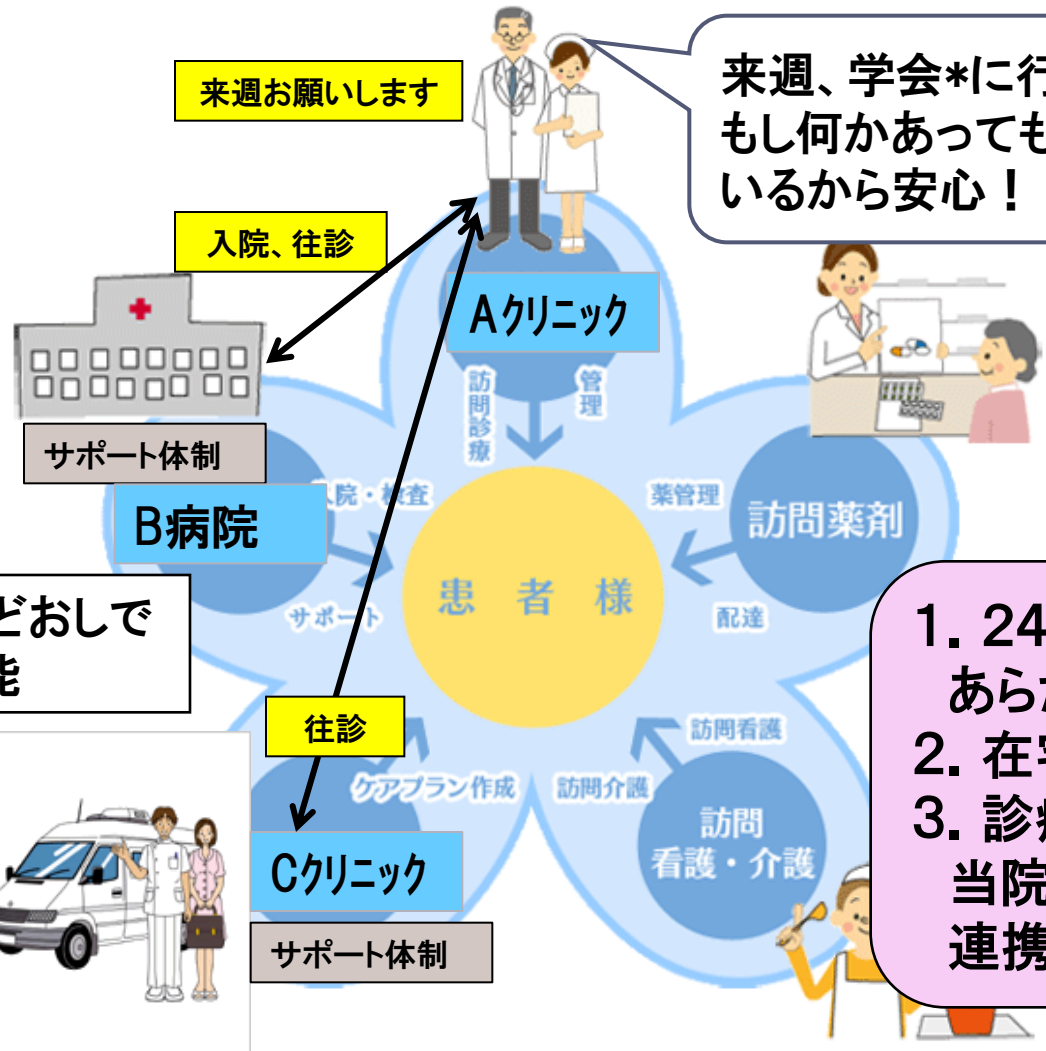 来週お願いします
来週、学会*に行
もし何かあっても
いるから安心！
入院、往診
Aクリニック
訪問診療
管理
サポート体制
B病院
入院・検査
薬管理
訪問薬剤
患者様
サポート
配達
どおしで
能
往診
ケアプラン作成
訪問介護
訪問看護
訪問
看護・介護
Cクリニック
サポート体制
1. 24
あらか
2. 在宅
3. 診療
当院
連携